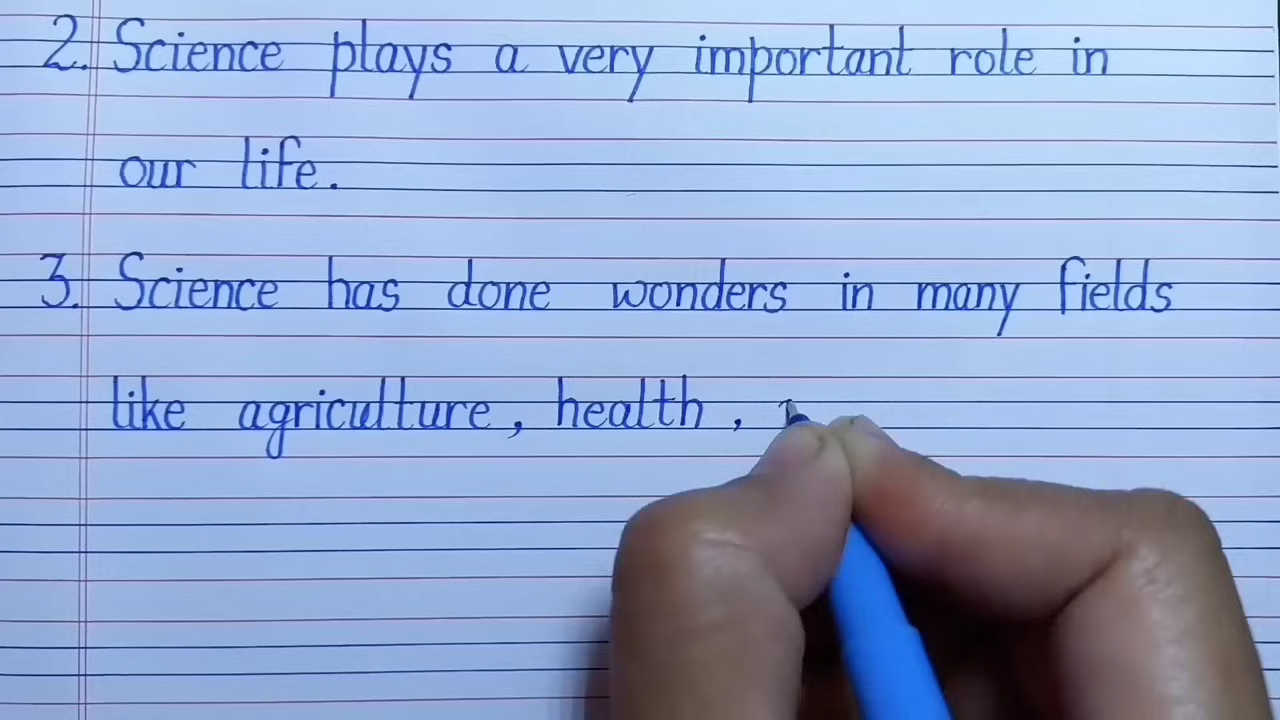 2. Science plays a very important role in
our life.
3. Science has done wonders in many fields
like agriculture, health,